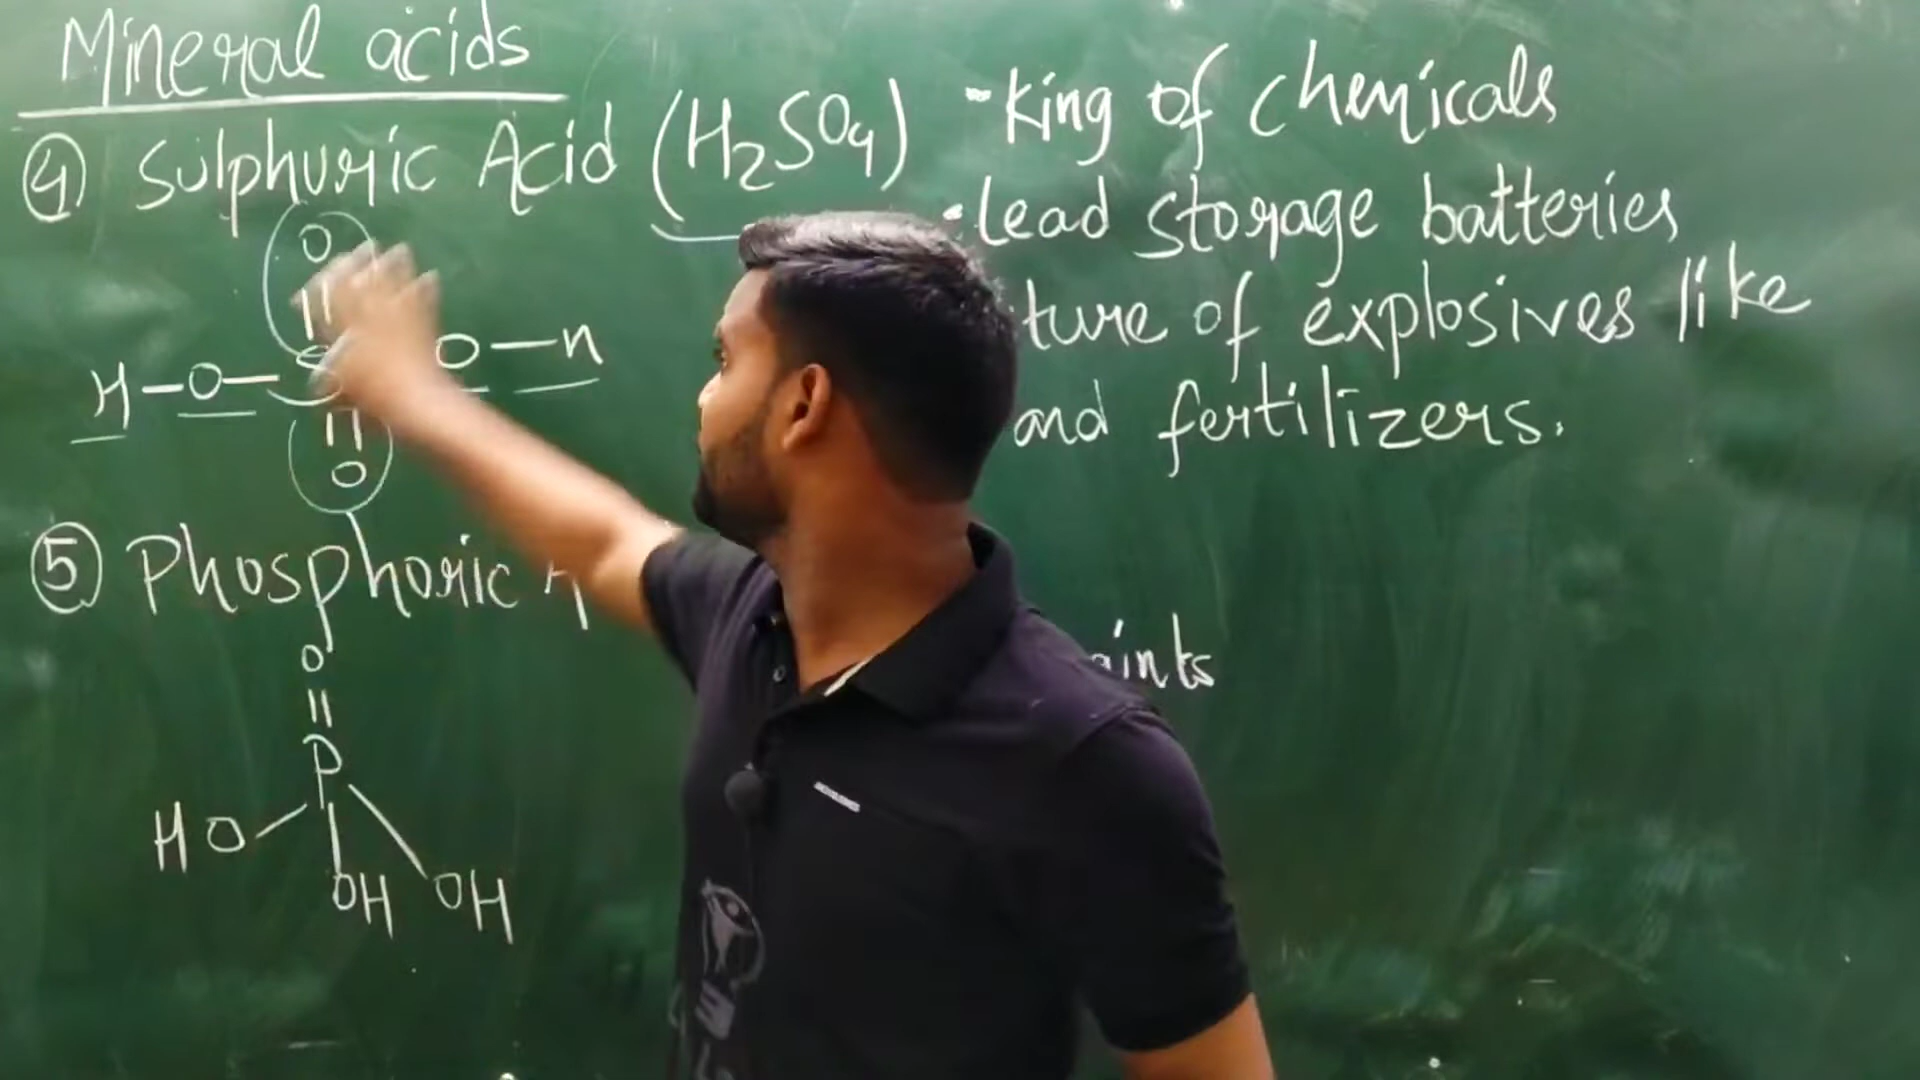 Mineral acids
④ Sulphuric Acid (H₂SO₄)
O
||
H-O- S O-H
||
O
⑤ Phosphoric A
O
||
P
HO OH OH
- King of chemicals
- Lead storage batteries
ture of explosives like
and fertilizers.
aints